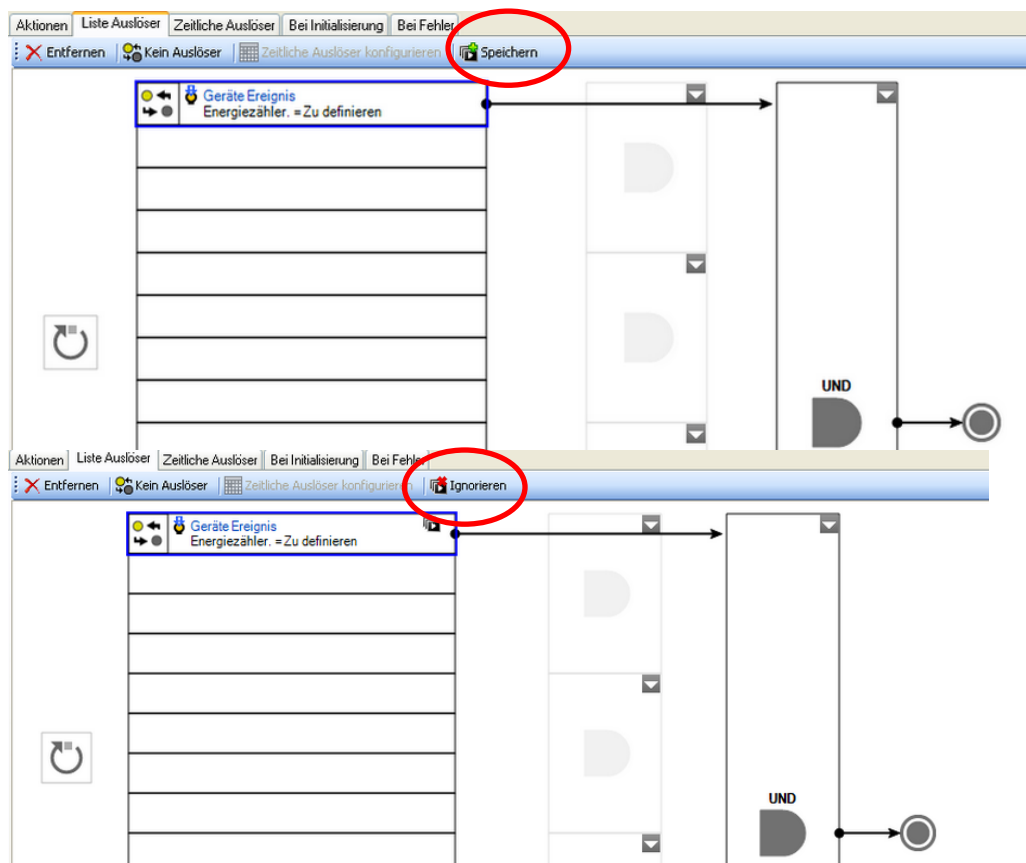 Aktionen Liste Auslöser Zeitliche Auslöser Bei Initialisierung Bei Fehler
Entfernen Kein Auslöser Zeitliche Auslöser konfigurieren Speichern
Geräte Ereignis
Energiezähler. =Zu definieren
UND
Aktionen Liste Auslöser Zeitliche Auslöser Bei Initialisierung Bei Fehler
Entfernen Kein Auslöser Zeitliche Auslöser konfigurieren Ignorieren
Geräte Ereignis
Energiezähler. =Zu definieren
UND